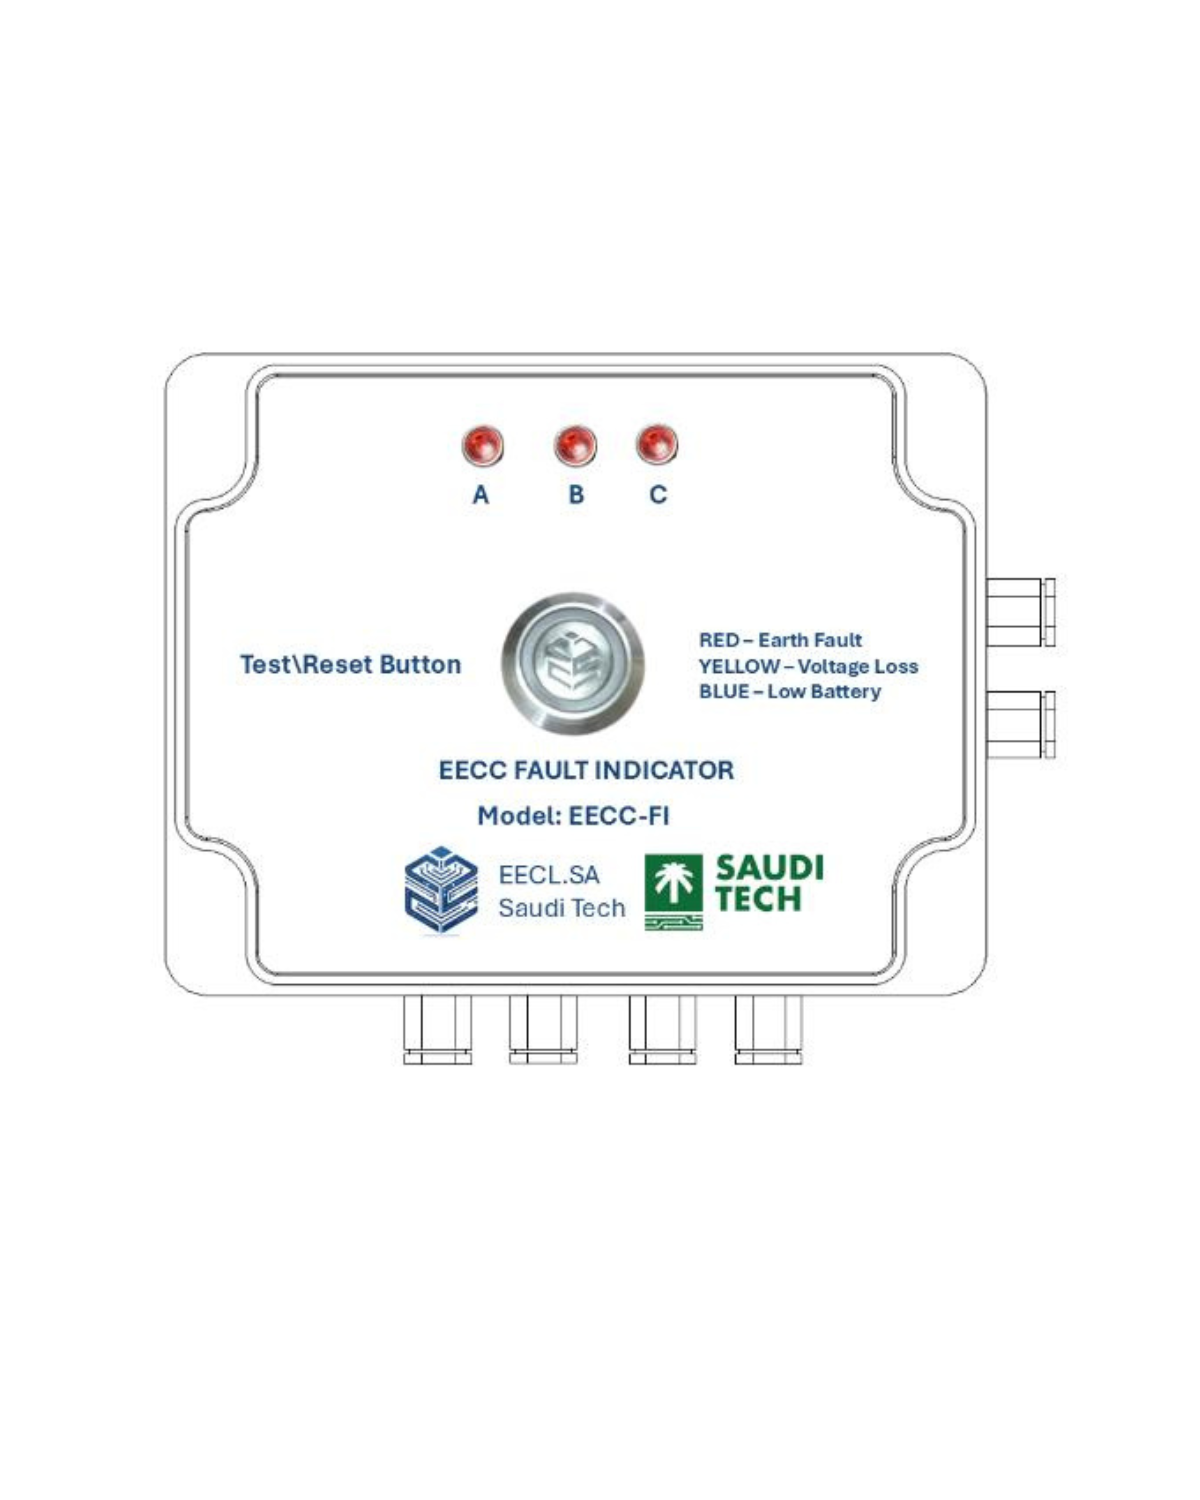 A B C
Test\Reset Button
RED – Earth Fault
YELLOW – Voltage Loss
BLUE – Low Battery
EECC FAULT INDICATOR
Model: EECC-FI
EECL.SA
Saudi Tech
SAUDI
TECH